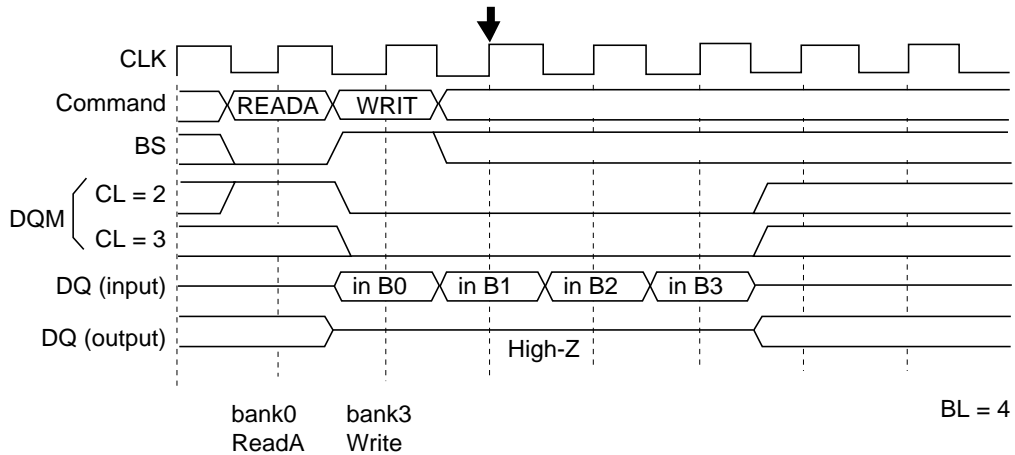 CLK
Command READA WRIT
BS
DQM CL = 2
CL = 3
DQ (input) in B0 in B1 in B2 in B3
DQ (output) High-Z
bank0 bank3 BL = 4
ReadA Write